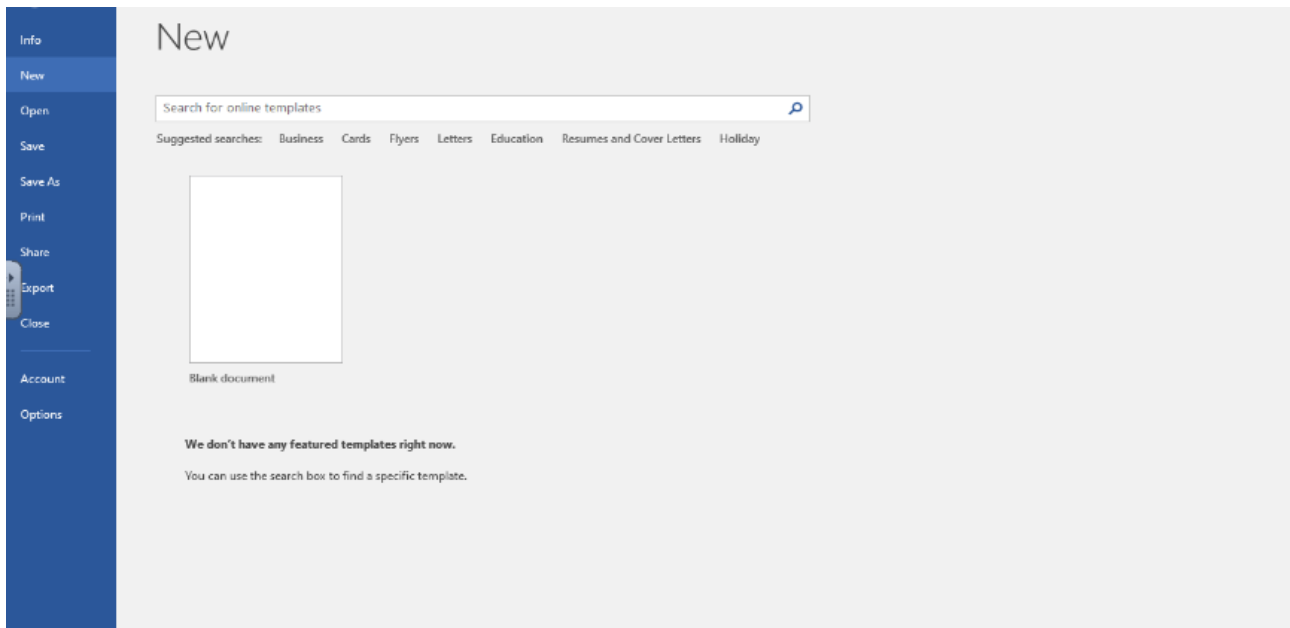 Info
New
Open
Save
Save As
Print
Share
Export
Close
Account
Options
New
Search for online templates
Suggested searches: Business Cards Flyers Letters Education Resumes and Cover Letters Holiday
Blank document
We don't have any featured templates right now.
You can use the search box to find a specific template.